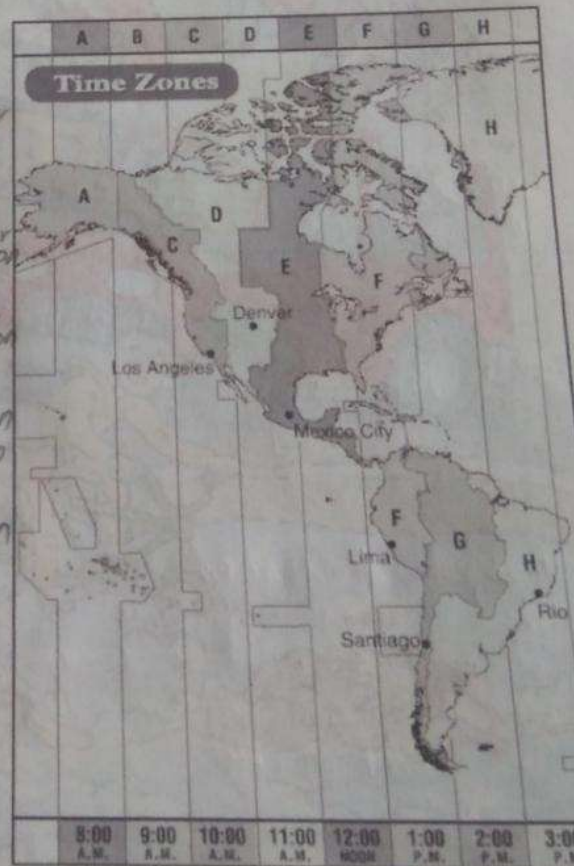 A B C D E F G H
Time Zones
H
A
D
C
E
F
Denver
Los Angeles
Mexico City
F
G
H
Lima
Rio
Santiago
8:00 9:00 10:00 11:00 12:00 1:00 2:00 3:00
A.M. A.M. A.M. A.M. NOON P.M. P.M. P.